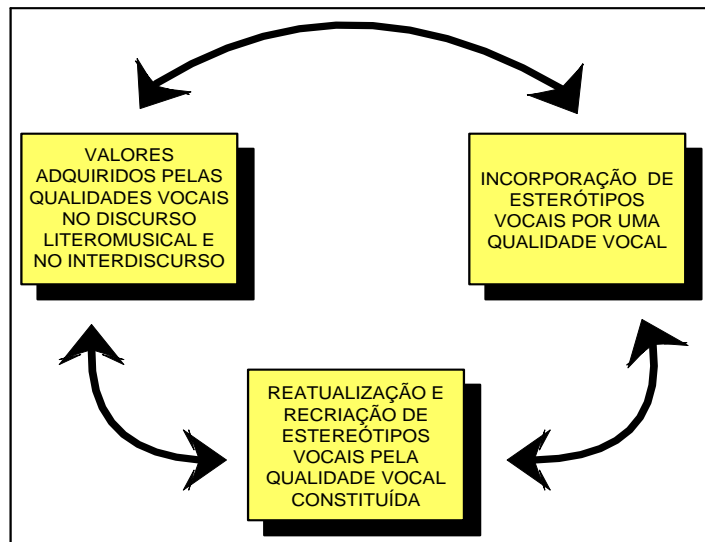 VALORES
ADQUIRIDOS PELAS
QUALIDADES VOCAIS
NO DISCURSO
LITEROMUSICAL E
NO INTERDISCURSO
INCORPORAÇÃO DE
ESTERÓTIPOS
VOCAIS POR UMA
QUALIDADE VOCAL
REATUALIZAÇÃO E
RECRIAÇÃO DE
ESTEREÓTIPOS
VOCAIS PELA
QUALIDADE VOCAL
CONSTITUÍDA